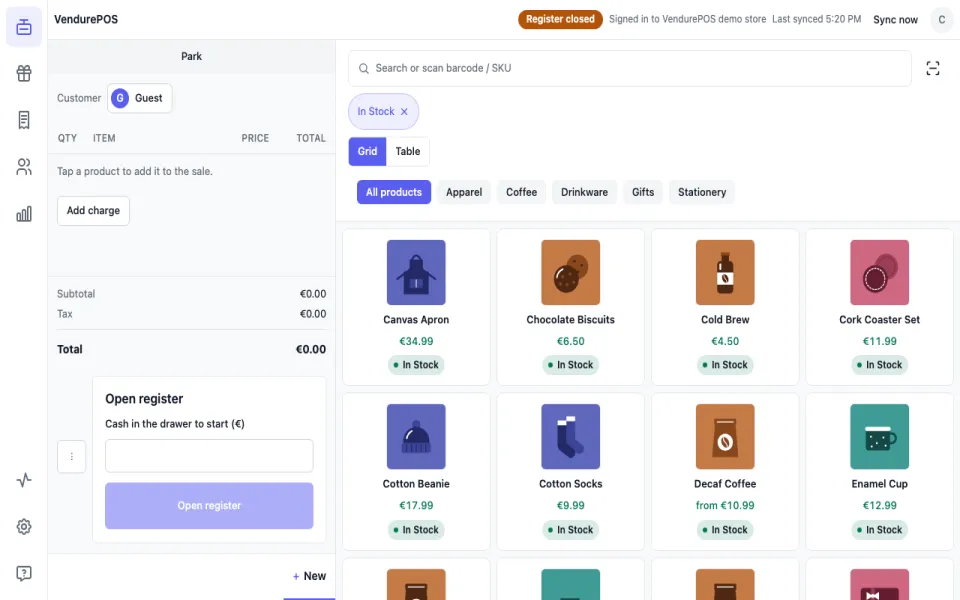 VendurePOS
Register closed
Signed in to VendurePOS demo store
Last synced 5:20 PM
Sync now
C
Park
Customer
G
Guest
QTY ITEM PRICE TOTAL
Tap a product to add it to the sale.
Add charge
Subtotal €0.00
Tax €0.00
Total €0.00
Open register
Cash in the drawer to start (€)
Open register
+ New
Search or scan barcode / SKU
In Stock ×
Grid Table
All products Apparel Coffee Drinkware Gifts Stationery
Canvas Apron
€34.99
In Stock
Chocolate Biscuits
€6.50
In Stock
Cold Brew
€4.50
In Stock
Cork Coaster Set
€11.99
In Stock
Cotton Beanie
€17.99
In Stock
Cotton Socks
€9.99
In Stock
Decaf Coffee
from €10.99
In Stock
Enamel Cup
€12.99
In Stock